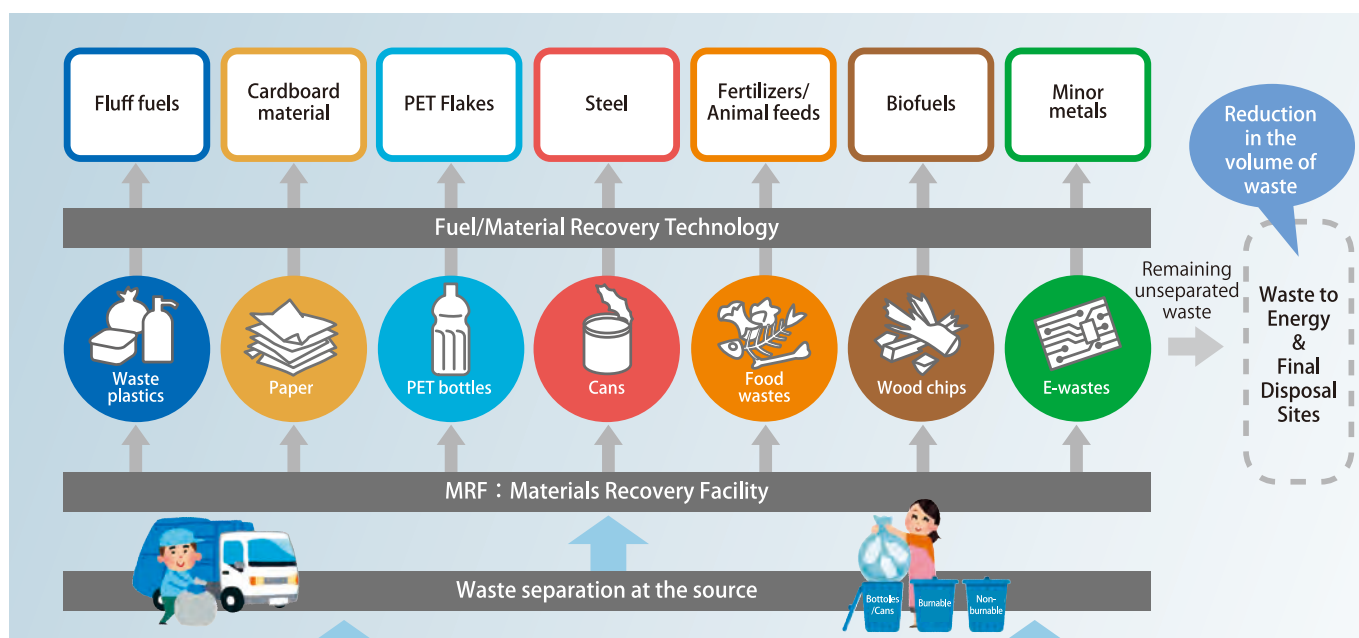 Fluff fuels
Cardboard
material
PET Flakes
Steel
Fertilizers/
Animal feeds
Biofuels
Minor
metals
Reduction
in the
volume of
waste
Fuel/Material Recovery Technology
Waste
plastics
Paper
PET bottles
Cans
Food
wastes
Wood chips
E-wastes
Remaining
unseparated
waste
Waste to
Energy
&
Final
Disposal
Sites
MRF：Materials Recovery Facility
Waste separation at the source
Bottoles
/Cans
Burnable
Non-
burnable